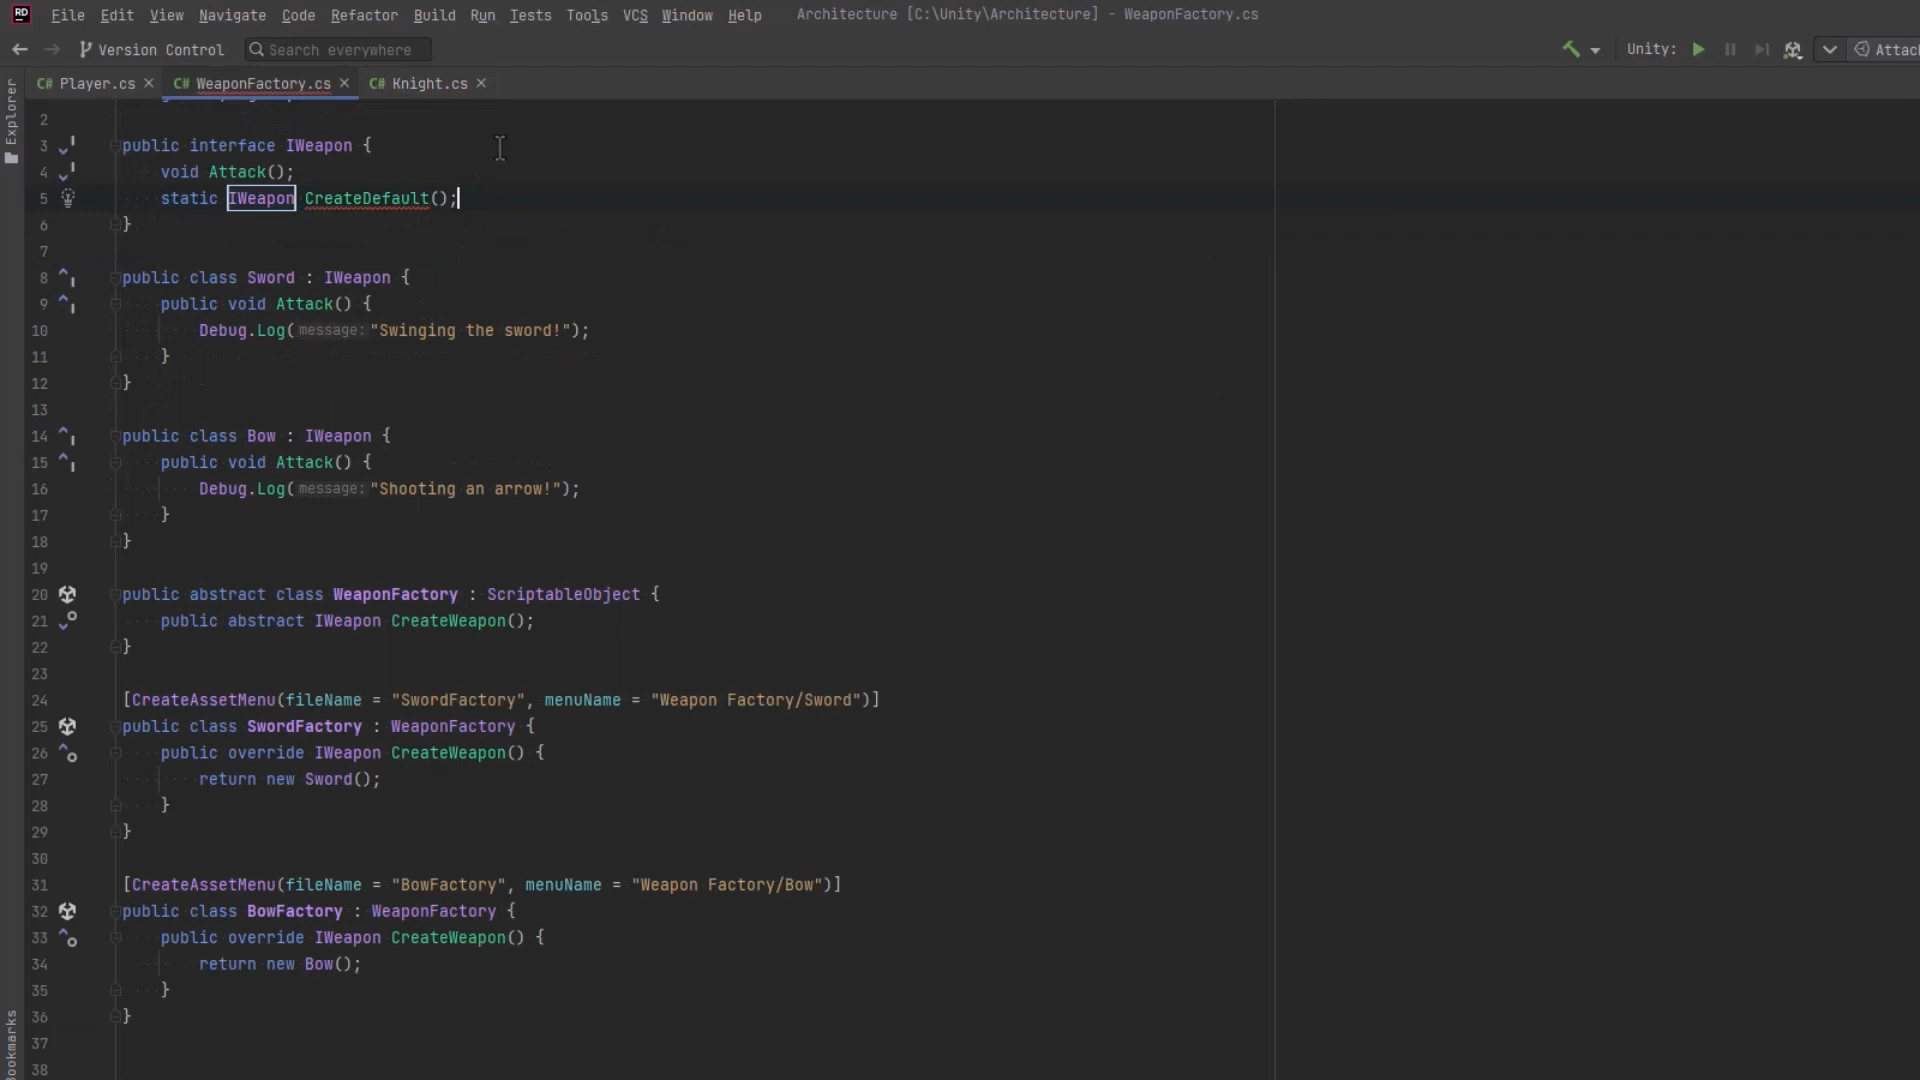 RD File Edit View Navigate Code Refactor Build Run Tests Tools VCS Window Help Architecture [C:\Unity\Architecture] - WeaponFactory.cs
Version Control Search everywhere Unity: Attac
Explorer
C# Player.cs C# WeaponFactory.cs C# Knight.cs
2
3 public interface IWeapon {
4 void Attack();
5 static IWeapon CreateDefault();
6 }
7
8 public class Sword : IWeapon {
9 public void Attack() {
10 Debug.Log(message: "Swinging the sword!");
11 }
12 }
13
14 public class Bow : IWeapon {
15 public void Attack() {
16 Debug.Log(message: "Shooting an arrow!");
17 }
18 }
19
20 public abstract class WeaponFactory : ScriptableObject {
21 public abstract IWeapon CreateWeapon();
22 }
23
24 [CreateAssetMenu(fileName = "SwordFactory", menuName = "Weapon Factory/Sword")]
25 public class SwordFactory : WeaponFactory {
26 public override IWeapon CreateWeapon() {
27 return new Sword();
28 }
29 }
30
31 [CreateAssetMenu(fileName = "BowFactory", menuName = "Weapon Factory/Bow")]
32 public class BowFactory : WeaponFactory {
33 public override IWeapon CreateWeapon() {
34 return new Bow();
35 }
36 }
37
38
Bookmarks